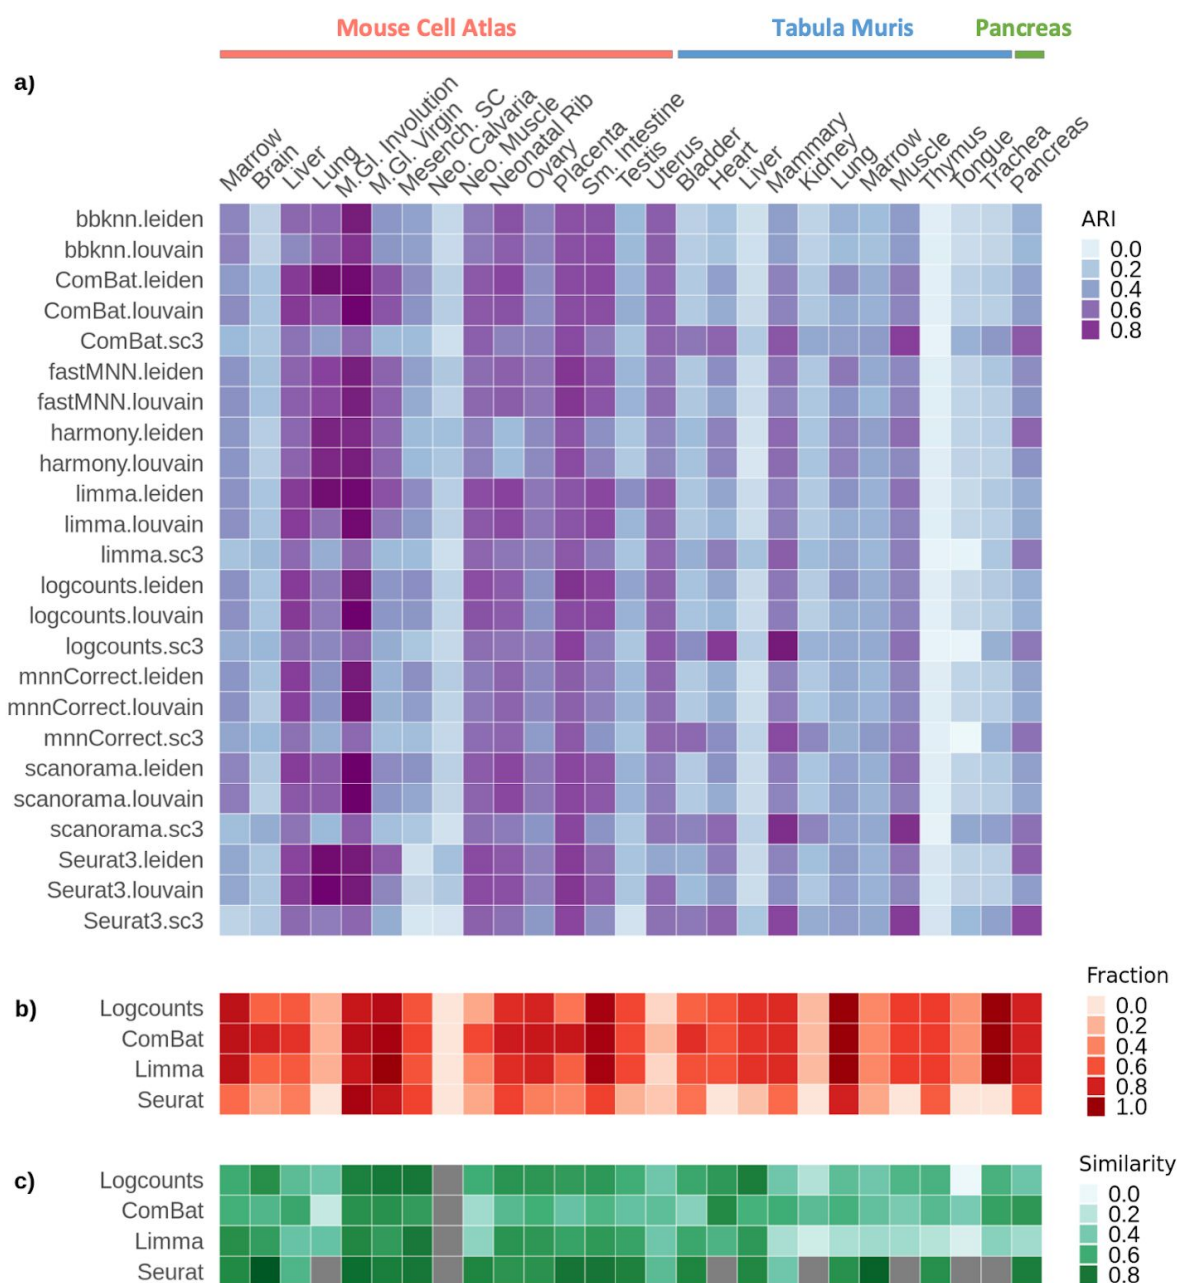 Mouse Cell Atlas Tabula Muris Pancreas
a)
Marrow
Brain
Liver
Lung
M.Gl. Involution
M.Gl. Virgin
Mesench. SC
Neo. Calvaria
Neo. Muscle
Neonatal Rib
Ovary
Placenta
Sm. Intestine
Testis
Uterus
Bladder
Heart
Liver
Mammary
Kidney
Lung
Marrow
Muscle
Thymus
Tongue
Trachea
Pancreas
bbknn.leiden
bbknn.louvain
ComBat.leiden
ComBat.louvain
ComBat.sc3
fastMNN.leiden
fastMNN.louvain
harmony.leiden
harmony.louvain
limma.leiden
limma.louvain
limma.sc3
logcounts.leiden
logcounts.louvain
logcounts.sc3
mnnCorrect.leiden
mnnCorrect.louvain
mnnCorrect.sc3
scanorama.leiden
scanorama.louvain
scanorama.sc3
Seurat3.leiden
Seurat3.louvain
Seurat3.sc3
ARI
0.0
0.2
0.4
0.6
0.8
b)
Logcounts
ComBat
Limma
Seurat
Fraction
0.0
0.2
0.4
0.6
0.8
1.0
c)
Logcounts
ComBat
Limma
Seurat
Similarity
0.0
0.2
0.4
0.6
0.8